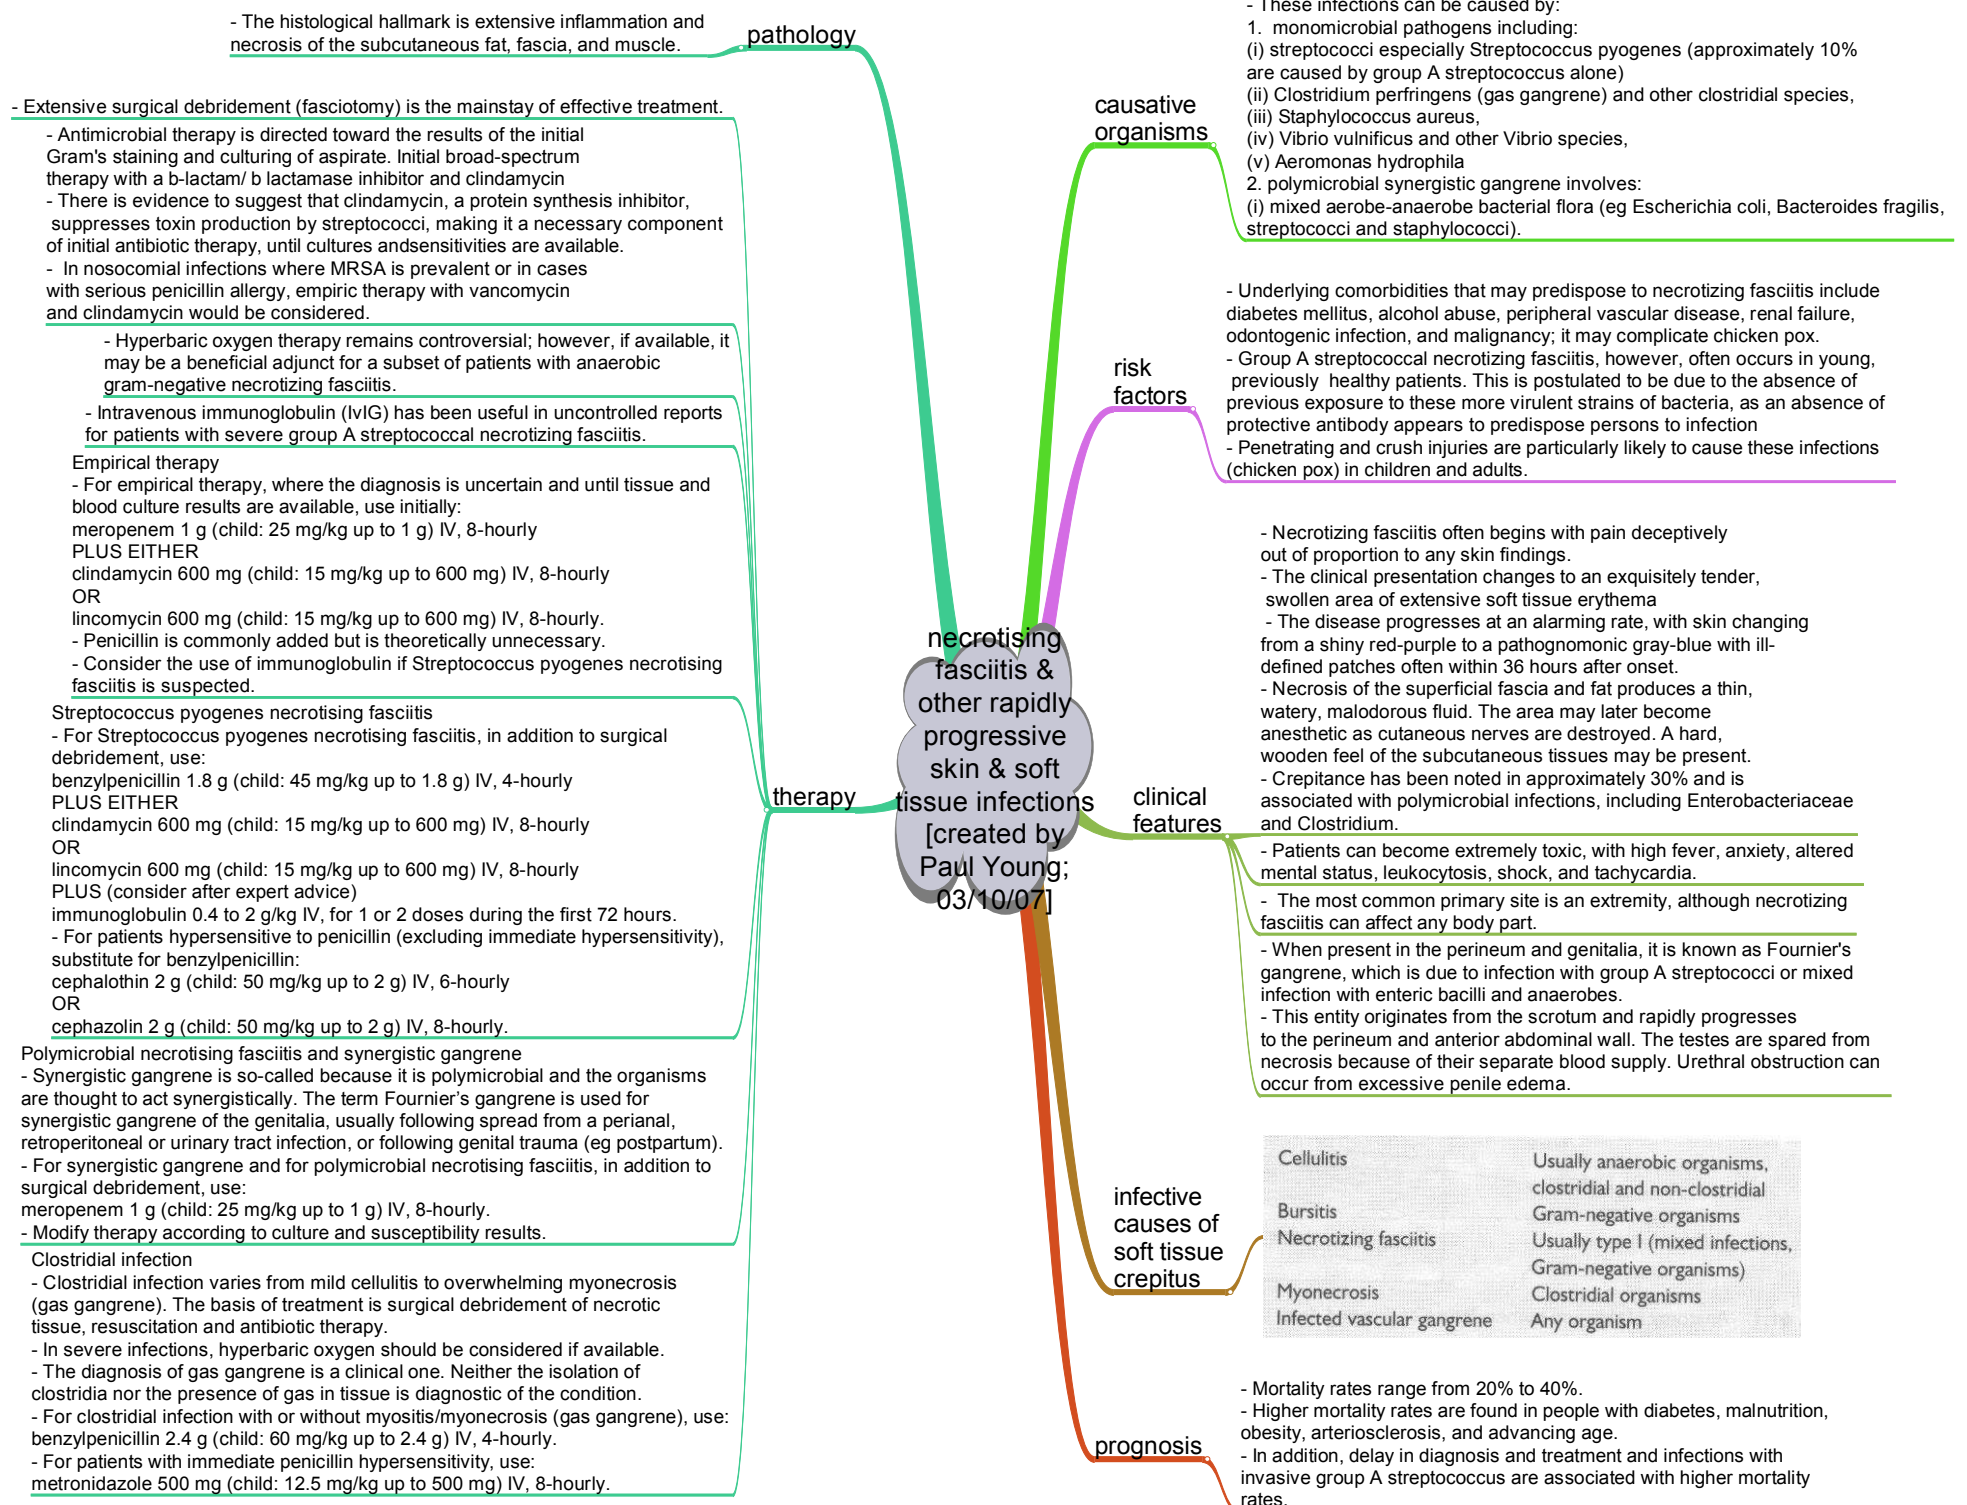 - The histological hallmark is extensive inflammation and
necrosis of the subcutaneous fat, fascia, and muscle.
pathology
- Extensive surgical debridement (fasciotomy) is the mainstay of effective treatment.
- Antimicrobial therapy is directed toward the results of the initial
Gram's staining and culturing of aspirate. Initial broad-spectrum
therapy with a b-lactam/ b lactamase inhibitor and clindamycin
- There is evidence to suggest that clindamycin, a protein synthesis inhibitor,
suppresses toxin production by streptococci, making it a necessary component
of initial antibiotic therapy, until cultures andsensitivities are available.
- In nosocomial infections where MRSA is prevalent or in cases
with serious penicillin allergy, empiric therapy with vancomycin
and clindamycin would be considered.
- Hyperbaric oxygen therapy remains controversial; however, if available, it
may be a beneficial adjunct for a subset of patients with anaerobic
gram-negative necrotizing fasciitis.
- Intravenous immunoglobulin (IvIG) has been useful in uncontrolled reports
for patients with severe group A streptococcal necrotizing fasciitis.
Empirical therapy
- For empirical therapy, where the diagnosis is uncertain and until tissue and
blood culture results are available, use initially:
meropenem 1 g (child: 25 mg/kg up to 1 g) IV, 8-hourly
PLUS EITHER
clindamycin 600 mg (child: 15 mg/kg up to 600 mg) IV, 8-hourly
OR
lincomycin 600 mg (child: 15 mg/kg up to 600 mg) IV, 8-hourly.
- Penicillin is commonly added but is theoretically unnecessary.
- Consider the use of immunoglobulin if Streptococcus pyogenes necrotising
fasciitis is suspected.
Streptococcus pyogenes necrotising fasciitis
- For Streptococcus pyogenes necrotising fasciitis, in addition to surgical
debridement, use:
benzylpenicillin 1.8 g (child: 45 mg/kg up to 1.8 g) IV, 4-hourly
PLUS EITHER
clindamycin 600 mg (child: 15 mg/kg up to 600 mg) IV, 8-hourly
OR
lincomycin 600 mg (child: 15 mg/kg up to 600 mg) IV, 8-hourly
PLUS (consider after expert advice)
immunoglobulin 0.4 to 2 g/kg IV, for 1 or 2 doses during the first 72 hours.
- For patients hypersensitive to penicillin (excluding immediate hypersensitivity),
substitute for benzylpenicillin:
cephalothin 2 g (child: 50 mg/kg up to 2 g) IV, 6-hourly
OR
cephazolin 2 g (child: 50 mg/kg up to 2 g) IV, 8-hourly.
Polymicrobial necrotising fasciitis and synergistic gangrene
- Synergistic gangrene is so-called because it is polymicrobial and the organisms
are thought to act synergistically. The term Fournier’s gangrene is used for
synergistic gangrene of the genitalia, usually following spread from a perianal,
retroperitoneal or urinary tract infection, or following genital trauma (eg postpartum).
- For synergistic gangrene and for polymicrobial necrotising fasciitis, in addition to
surgical debridement, use:
meropenem 1 g (child: 25 mg/kg up to 1 g) IV, 8-hourly.
- Modify therapy according to culture and susceptibility results.
Clostridial infection
- Clostridial infection varies from mild cellulitis to overwhelming myonecrosis
(gas gangrene). The basis of treatment is surgical debridement of necrotic
tissue, resuscitation and antibiotic therapy.
- In severe infections, hyperbaric oxygen should be considered if available.
- The diagnosis of gas gangrene is a clinical one. Neither the isolation of
clostridia nor the presence of gas in tissue is diagnostic of the condition.
- For clostridial infection with or without myositis/myonecrosis (gas gangrene), use:
benzylpenicillin 2.4 g (child: 60 mg/kg up to 2.4 g) IV, 4-hourly.
- For patients with immediate penicillin hypersensitivity, use:
metronidazole 500 mg (child: 12.5 mg/kg up to 500 mg) IV, 8-hourly.
therapy
necrotising
fasciitis &
other rapidly
progressive
skin & soft
tissue infections
[created by
Paul Young;
03/10/07]
causative
organisms
- These infections can be caused by:
1. monomicrobial pathogens including:
(i) streptococci especially Streptococcus pyogenes (approximately 10%
are caused by group A streptococcus alone)
(ii) Clostridium perfringens (gas gangrene) and other clostridial species,
(iii) Staphylococcus aureus,
(iv) Vibrio vulnificus and other Vibrio species,
(v) Aeromonas hydrophila
2. polymicrobial synergistic gangrene involves:
(i) mixed aerobe-anaerobe bacterial flora (eg Escherichia coli, Bacteroides fragilis,
streptococci and staphylococci).
risk
factors
- Underlying comorbidities that may predispose to necrotizing fasciitis include
diabetes mellitus, alcohol abuse, peripheral vascular disease, renal failure,
odontogenic infection, and malignancy; it may complicate chicken pox.
- Group A streptococcal necrotizing fasciitis, however, often occurs in young,
previously healthy patients. This is postulated to be due to the absence of
previous exposure to these more virulent strains of bacteria, as an absence of
protective antibody appears to predispose persons to infection
- Penetrating and crush injuries are particularly likely to cause these infections
(chicken pox) in children and adults.
clinical
features
- Necrotizing fasciitis often begins with pain deceptively
out of proportion to any skin findings.
- The clinical presentation changes to an exquisitely tender,
swollen area of extensive soft tissue erythema
- The disease progresses at an alarming rate, with skin changing
from a shiny red-purple to a pathognomonic gray-blue with ill-
defined patches often within 36 hours after onset.
- Necrosis of the superficial fascia and fat produces a thin,
watery, malodorous fluid. The area may later become
anesthetic as cutaneous nerves are destroyed. A hard,
wooden feel of the subcutaneous tissues may be present.
- Crepitance has been noted in approximately 30% and is
associated with polymicrobial infections, including Enterobacteriaceae
and Clostridium.
- Patients can become extremely toxic, with high fever, anxiety, altered
mental status, leukocytosis, shock, and tachycardia.
- The most common primary site is an extremity, although necrotizing
fasciitis can affect any body part.
- When present in the perineum and genitalia, it is known as Fournier's
gangrene, which is due to infection with group A streptococci or mixed
infection with enteric bacilli and anaerobes.
- This entity originates from the scrotum and rapidly progresses
to the perineum and anterior abdominal wall. The testes are spared from
necrosis because of their separate blood supply. Urethral obstruction can
occur from excessive penile edema.
infective
causes of
soft tissue
crepitus
Cellulitis Usually anaerobic organisms,
clostridial and non-clostridial
Bursitis Gram-negative organisms
Necrotizing fasciitis Usually type I (mixed infections,
Gram-negative organisms)
Myonecrosis Clostridial organisms
Infected vascular gangrene Any organism
prognosis
- Mortality rates range from 20% to 40%.
- Higher mortality rates are found in people with diabetes, malnutrition,
obesity, arteriosclerosis, and advancing age.
- In addition, delay in diagnosis and treatment and infections with
invasive group A streptococcus are associated with higher mortality
rates.